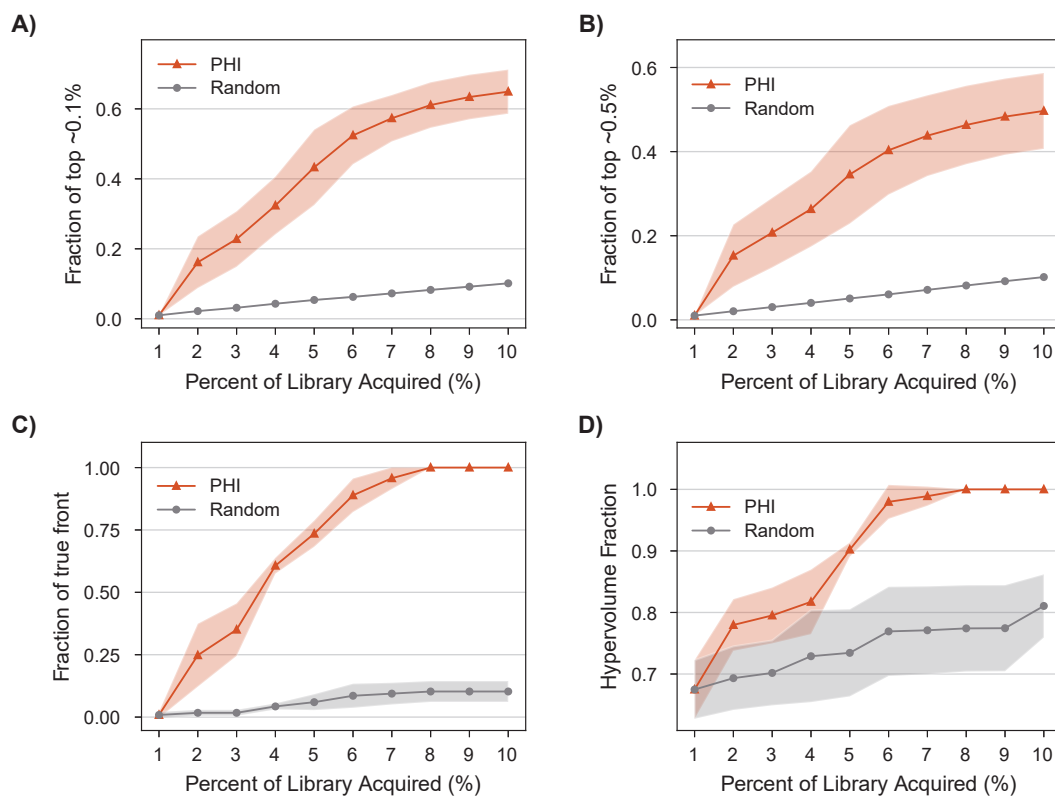 A)
PHI
Random
Fraction of top ~0.1%
0.6
0.4
0.2
0.0
1 2 3 4 5 6 7 8 9 10
Percent of Library Acquired (%)
B)
PHI
Random
Fraction of top ~0.5%
0.6
0.4
0.2
0.0
1 2 3 4 5 6 7 8 9 10
Percent of Library Acquired (%)
C)
PHI
Random
Fraction of true front
1.00
0.75
0.50
0.25
0.00
1 2 3 4 5 6 7 8 9 10
Percent of Library Acquired (%)
D)
PHI
Random
Hypervolume Fraction
1.0
0.9
0.8
0.7
1 2 3 4 5 6 7 8 9 10
Percent of Library Acquired (%)